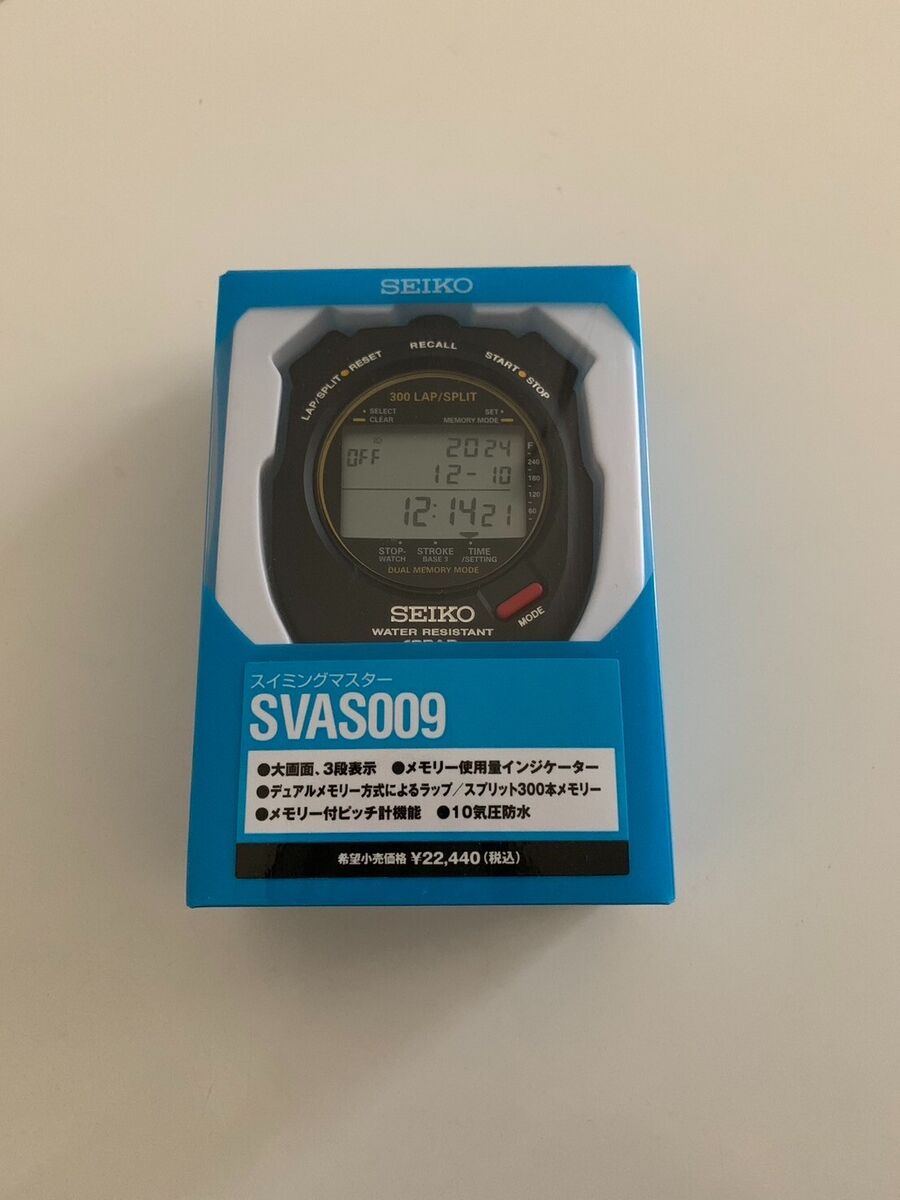 SEIKO
RECALL
LAP/SPLIT RESET
START STOP
300 LAP/SPLIT
SELECT
CLEAR
SET
MEMORY MODE
OFF
2024
12-10
12:14 21
F
240
180
120
60
STOP-WATCH
STROKE BASE 3
TIME /SETTING
DUAL MEMORY MODE
SEIKO
MODE
WATER RESISTANT
スイミングマスター
SVAS009
●大画面、3段表示 ●メモリー使用量インジケーター
●デュアルメモリー方式によるラップ/スプリット300本メモリー
●メモリー付ピッチ計機能 ●10気圧防水
希望小売価格 ¥22,440(税込)